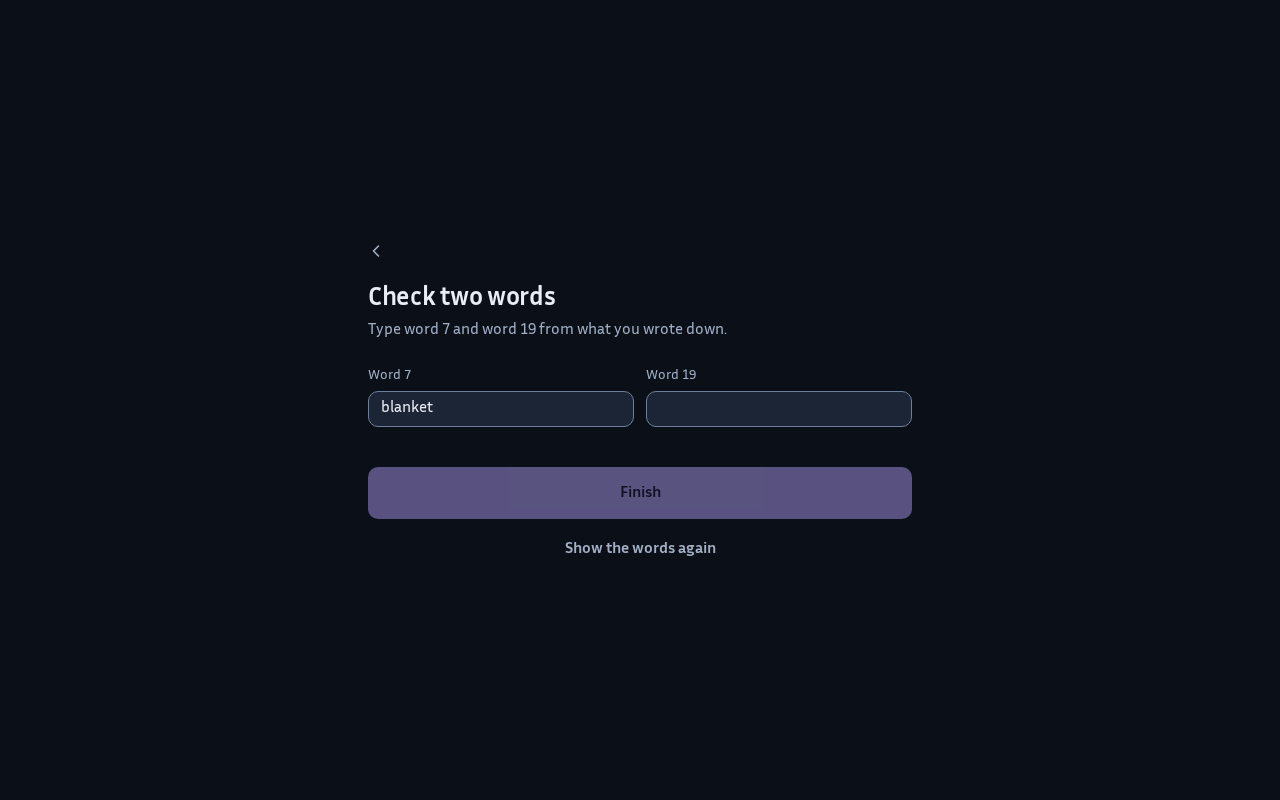 Check two words
Type word 7 and word 19 from what you wrote down.
Word 7
Word 19
blanket
Finish
Show the words again